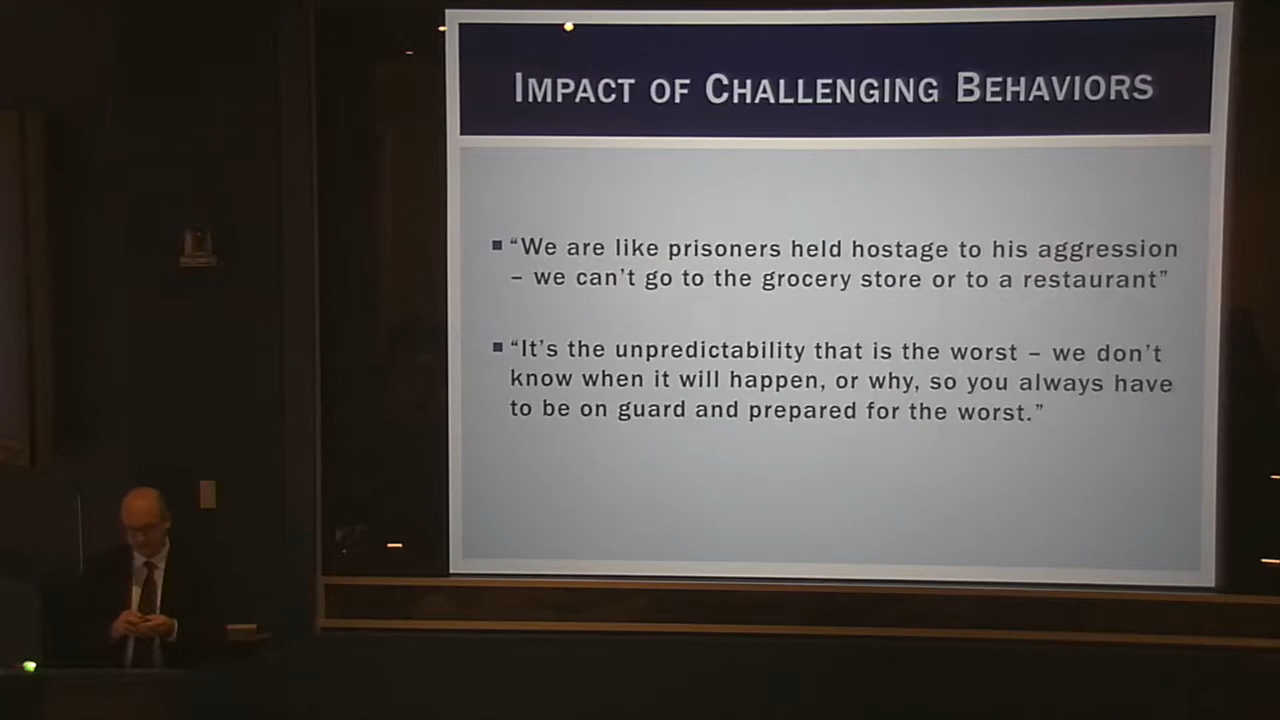 IMPACT OF CHALLENGING BEHAVIORS
▪ “We are like prisoners held hostage to his aggression
– we can’t go to the grocery store or to a restaurant”
▪ “It’s the unpredictability that is the worst – we don’t
know when it will happen, or why, so you always have
to be on guard and prepared for the worst.”